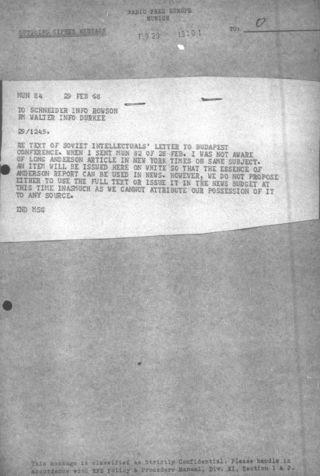 RADIO FREE EUROPE
MUNICH
OUTGOING CIPHER MESSAGE
TO: O
MUN 84 29 FEB 68
TO SCHNEIDER INFO ROWSON
FM WALTER INFO DURKEE
29/1245.
RE TEXT OF SOVIET INTELLECTUALS' LETTER TO BUDAPEST
CONFERENCE. WHEN I SENT MUN 82 OF 28 FEB. I WAS NOT AWARE
OF LONG ANDERSON ARTICLE IN NEW YORK TIMES ON SAME SUBJECT.
AN ITEM WILL BE ISSUED HERE ON WHITE SO THAT THE ESSENCE OF
ANDERSON REPORT CAN BE USED IN NEWS. HOWEVER, WE DO NOT PROPOSE
EITHER TO USE THE FULL TEXT OR ISSUE IT IN THE NEWS BUDGET AT
THIS TIME INASMUCH AS WE CANNOT ATTRIBUTE OUR POSSESSION OF IT
TO ANY SOURCE.
END MSG
This message is classified as Strictly Confidential. Please handle in
accordance with RFE Policy & Procedure Manual, Div. XI, Section 1 & 2.